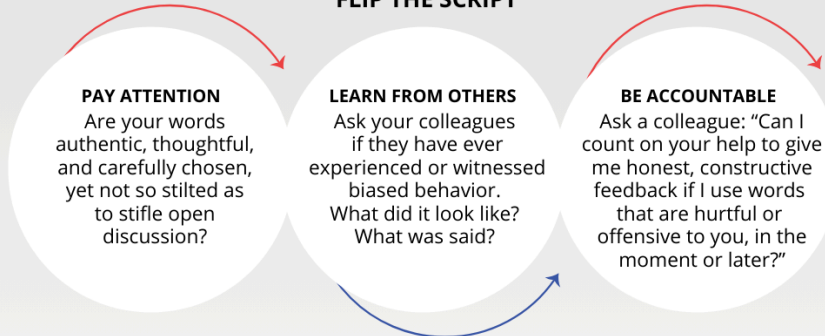 FLIP THE SCRIPT
PAY ATTENTION
Are your words
authentic, thoughtful,
and carefully chosen,
yet not so stilted as
to stifle open
discussion?
LEARN FROM OTHERS
Ask your colleagues
if they have ever
experienced or witnessed
biased behavior.
What did it look like?
What was said?
BE ACCOUNTABLE
Ask a colleague: “Can I
count on your help to give
me honest, constructive
feedback if I use words
that are hurtful or
offensive to you, in the
moment or later?”